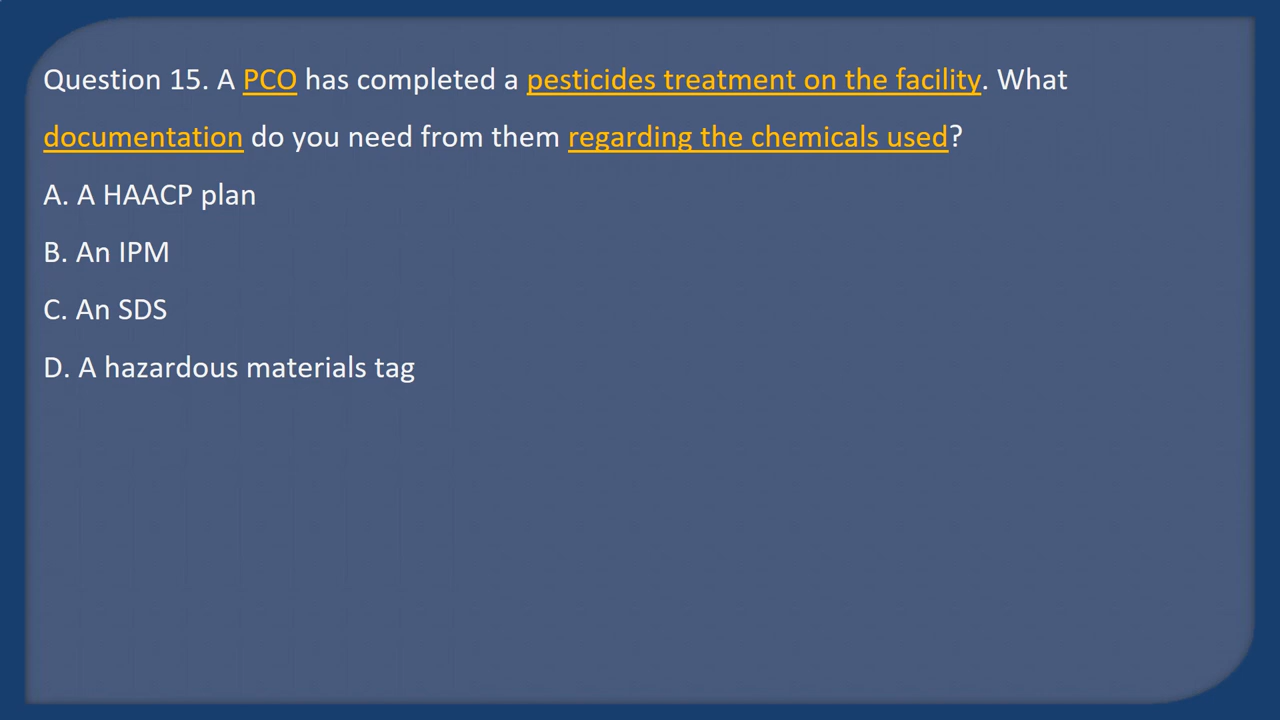 Question 15. A PCO has completed a pesticides treatment on the facility. What
documentation do you need from them regarding the chemicals used?
A. A HAACP plan
B. An IPM
C. An SDS
D. A hazardous materials tag